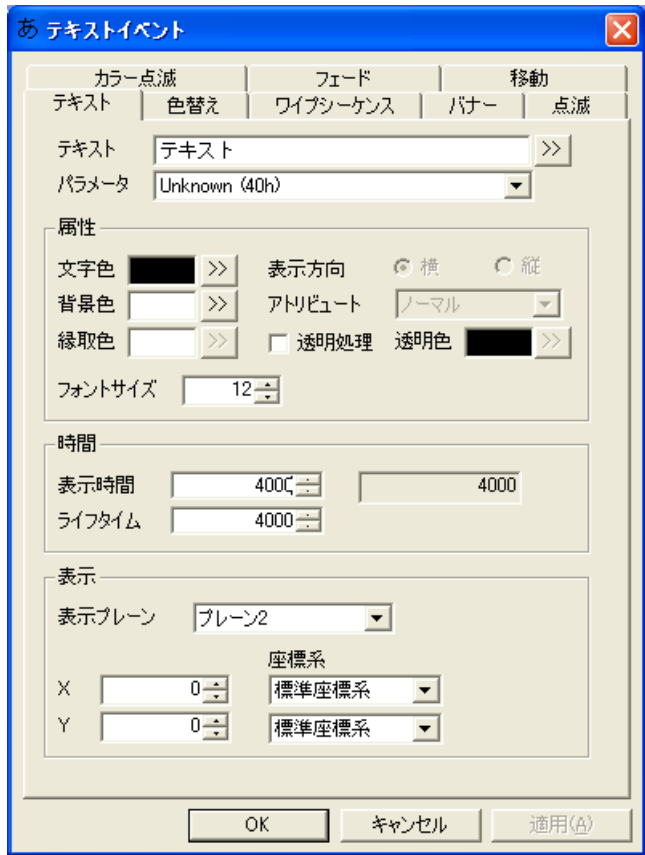 あ テキストイベント
カラー点滅 フェード 移動
テキスト 色替え ワイプシーケンス バナー 点滅
テキスト テキスト >>
パラメータ Unknown (40h)
属性
文字色 >> 表示方向 横 縦
背景色 >> アトリビュート ノーマル
縁取色 >> 透明処理 透明色 >>
フォントサイズ 12
時間
表示時間 4000 4000
ライフタイム 4000
表示
表示プレーン プレーン2
座標系
X 0 標準座標系
Y 0 標準座標系
OK キャンセル 適用(A)